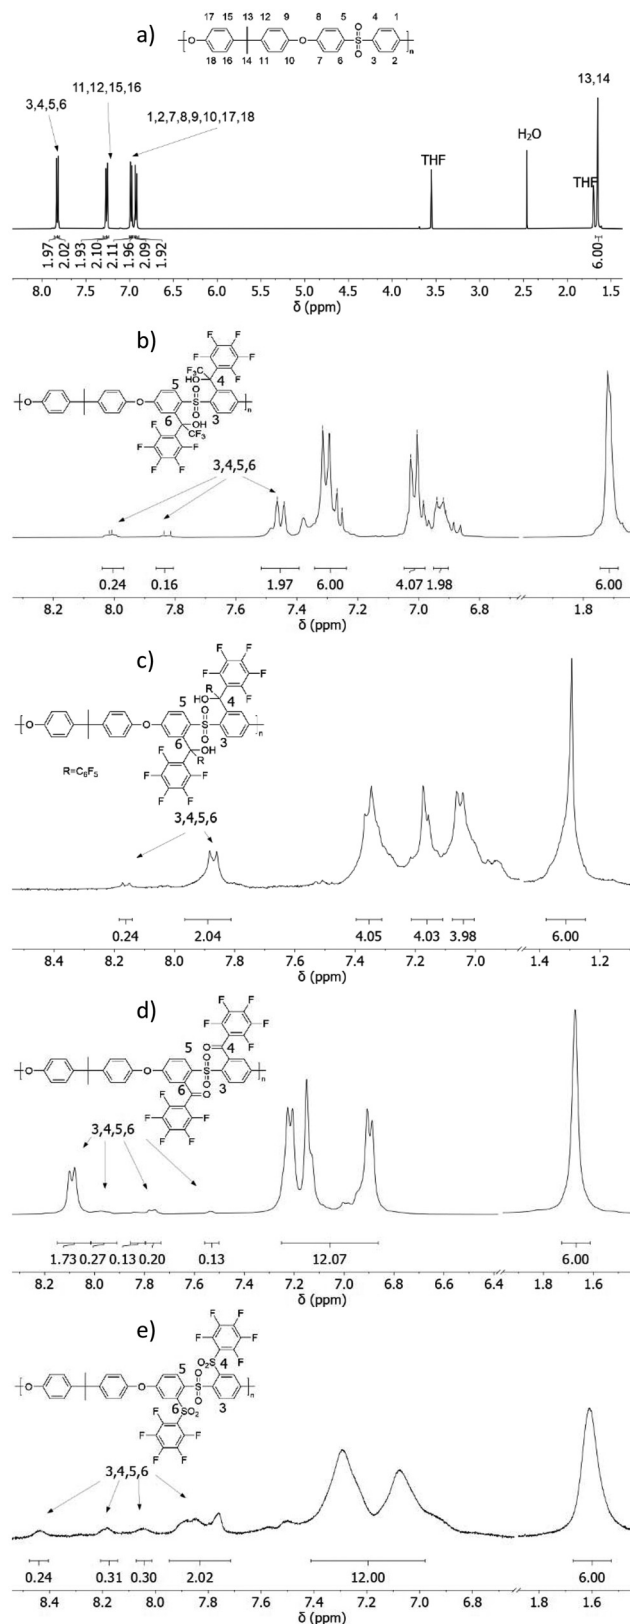 a)
17 15 13 12 9 8 5 4 1
O O S O O n
18 16 14 11 10 7 6 3 2
3,4,5,6
11,12,15,16
1,2,7,8,9,10,17,18
13,14
THF
H₂O
THF
1.97 2.02 1.93 2.10 2.11 1.96 2.09 1.92 6.00
8.0 7.5 7.0 6.5 6.0 5.5 5.0 4.5 4.0 3.5 3.0 2.5 2.0 1.5
δ (ppm)
b)
F F F F F
F₃C
HO 4
5
O O S O O n
6 3
OH
CF₃
F F F F F
3,4,5,6
0.24 0.16 1.97 6.00 4.07 1.98 6.00
8.2 8.0 7.8 7.6 7.4 7.2 7.0 6.8 1.8
δ (ppm)
c)
F F F F F
R
HO 4
5
O O S O O n
6 3
OH
R
R=C₆F₅
F F F F F
3,4,5,6
0.24 2.04 4.05 4.03 3.98 6.00
8.4 8.2 8.0 7.8 7.6 7.4 7.2 7.0 1.4 1.2
δ (ppm)
d)
F F F F F
O 4
5
O O S O O n
6 3
O
F F F F F
3,4,5,6
1.73 0.27 0.13 0.20 0.13 12.07 6.00
8.2 8.0 7.8 7.6 7.4 7.2 7.0 6.8 6.6 6.4 1.6
δ (ppm)
e)
F F F F F
O₂S 4
5
O O S O O n
6 3
SO₂
F F F F F
3,4,5,6
0.24 0.31 0.30 2.02 12.00 6.00
8.4 8.2 8.0 7.8 7.6 7.4 7.2 7.0 6.8 1.6
δ (ppm)